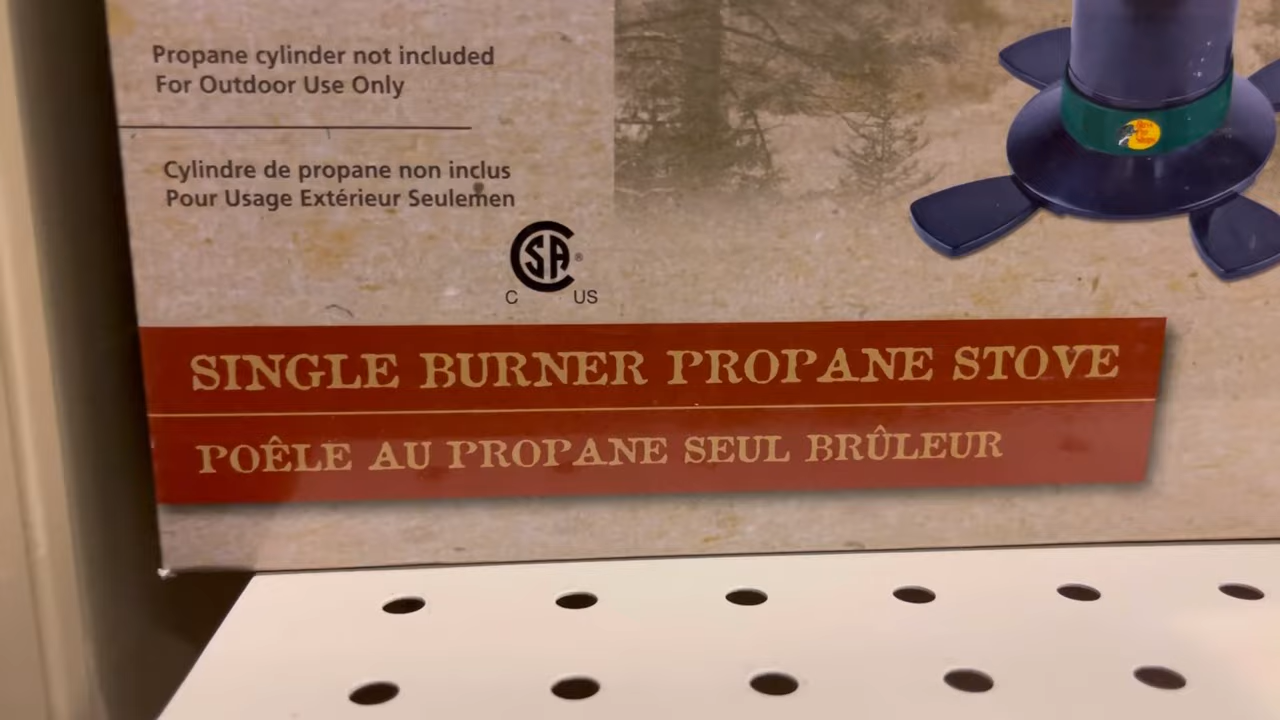 Propane cylinder not included
For Outdoor Use Only
Cylindre de propane non inclus
Pour Usage Extérieur Seulemen
CSA
®
C US
SINGLE BURNER PROPANE STOVE
POÊLE AU PROPANE SEUL BRÛLEUR